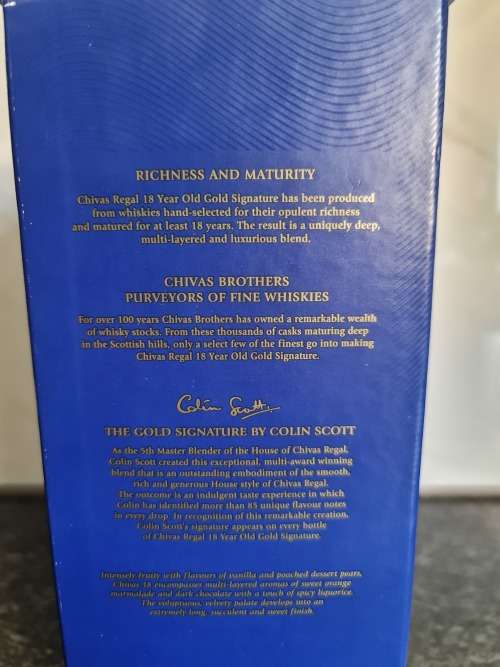 RICHNESS AND MATURITY
Chivas Regal 18 Year Old Gold Signature has been produced
from whiskies hand-selected for their opulent richness
and matured for at least 18 years. The result is a uniquely deep,
multi-layered and luxurious blend.
CHIVAS BROTHERS
PURVEYORS OF FINE WHISKIES
For over 100 years Chivas Brothers has owned a remarkable wealth
of whisky stocks. From these thousands of casks maturing deep
in the Scottish hills, only a select few of the finest go into making
Chivas Regal 18 Year Old Gold Signature.
Colin Scott
THE GOLD SIGNATURE BY COLIN SCOTT
As the 5th Master Blender of the House of Chivas Regal,
Colin Scott created this exceptional, multi-award winning
blend that is an outstanding embodiment of the smooth,
rich and generous House style of Chivas Regal.
The outcome is an indulgent taste experience in which
Colin has identified more than 85 unique flavour notes
in every drop. In recognition of this remarkable creation,
Colin Scott's signature appears on every bottle
of Chivas Regal 18 Year Old Gold Signature.
Intensely fruity with flavours of vanilla and poached dessert pears,
Chivas 18 encompasses multi-layered aromas of sweet orange
marmalade and dark chocolate with a touch of spicy liquorice.
The voluptuous, velvety palate develops into an
extremely long, succulent and sweet finish.